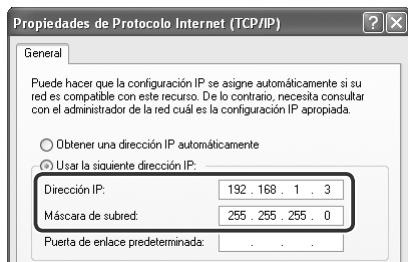 Propiedades de Protocolo Internet (TCP/IP)
General
Puede hacer que la configuración IP se asigne automáticamente si su
red es compatible con este recurso. De lo contrario, necesita consultar
con el administrador de la red cuál es la configuración IP apropiada.
Obtener una dirección IP automáticamente
Usar la siguiente dirección IP:
Dirección IP: 192 . 168 . 1 . 3
Máscara de subred: 255 . 255 . 255 . 0
Puerta de enlace predeterminada: . . .